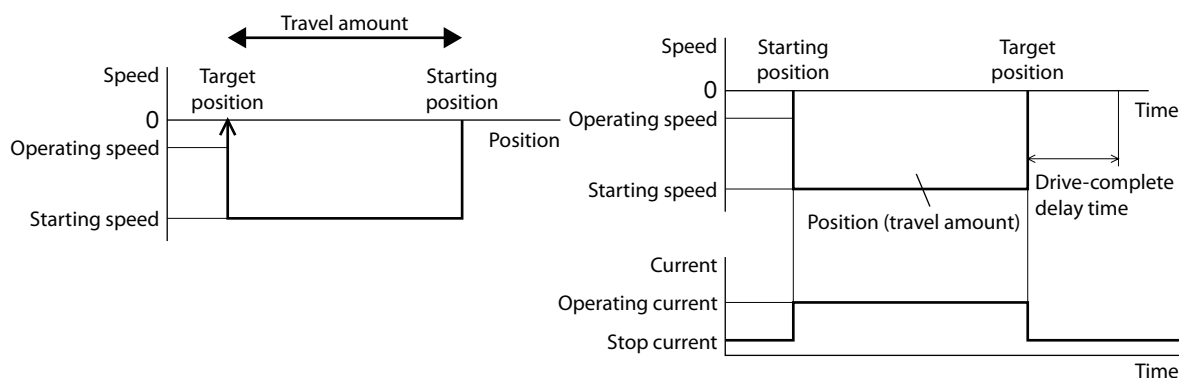 Travel amount
Speed
Target
position
Starting
position
0
Position
Operating speed
Starting speed
Speed
Starting
position
Target
position
0
Time
Operating speed
Starting speed
Drive-complete
delay time
Position (travel amount)
Current
Operating current
Stop current
Time